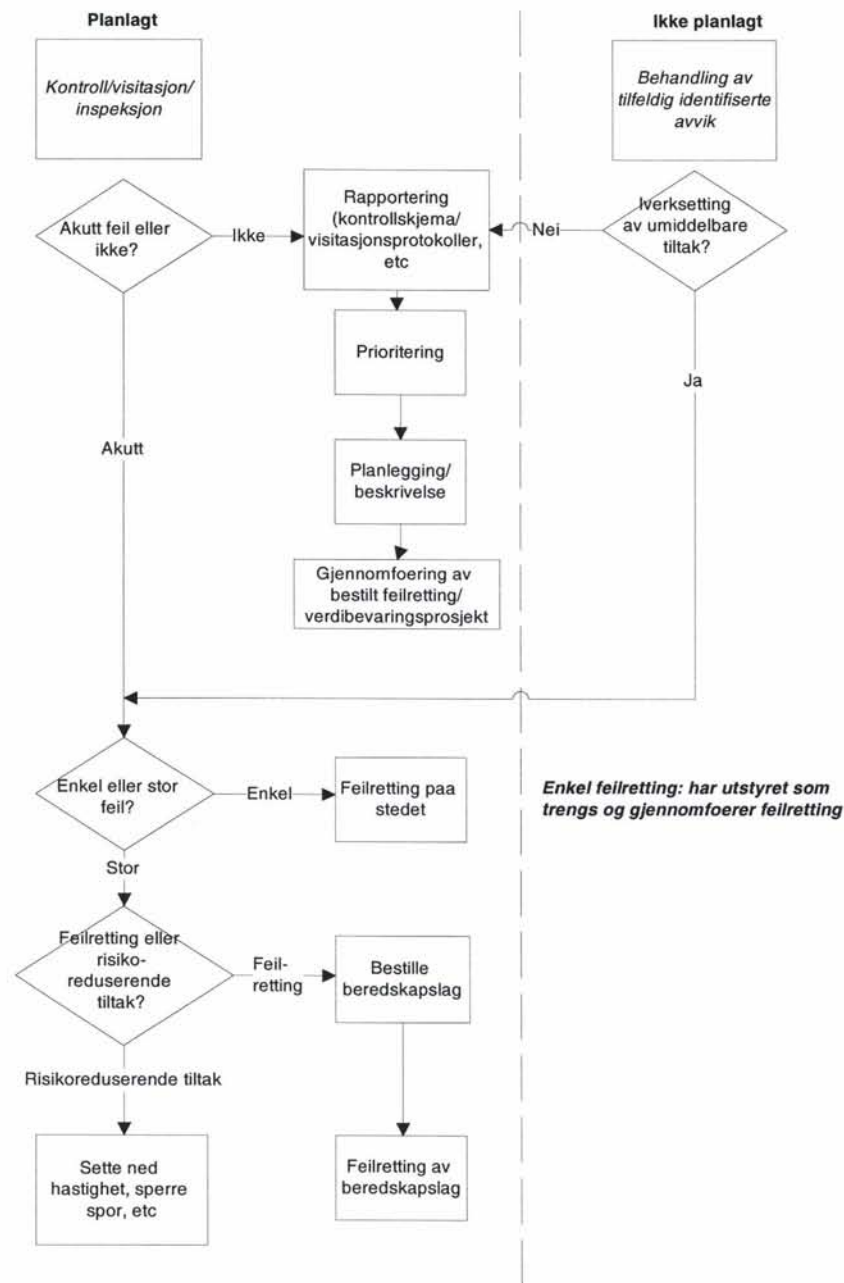 Planlagt
Ikke planlagt
Kontroll/visitasjon/
inspeksjon
Behandling av
tilfeldig identifiserte
avvik
Akutt feil eller
ikke?
Ikke
Rapportering
(kontrollskjema/
visitasjonsprotokoller,
etc
Nei
Iverksetting
av umiddelbare
tiltak?
Prioritering
Ja
Akutt
Planlegging/
beskrivelse
Gjennomfoering av
bestilt feilretting/
verdibevaringsprosjekt
Enkel eller stor
feil?
Enkel
Feilretting paa
stedet
Enkel feilretting: har utstyret som
trengs og gjennomfoerer feilretting
Stor
Feilretting eller
risiko-
reduserende
tiltak?
Feil-
retting
Bestille
beredskapslag
Risikoreduserende tiltak
Sette ned
hastighet, sperre
spor, etc
Feilretting av
beredskapslag